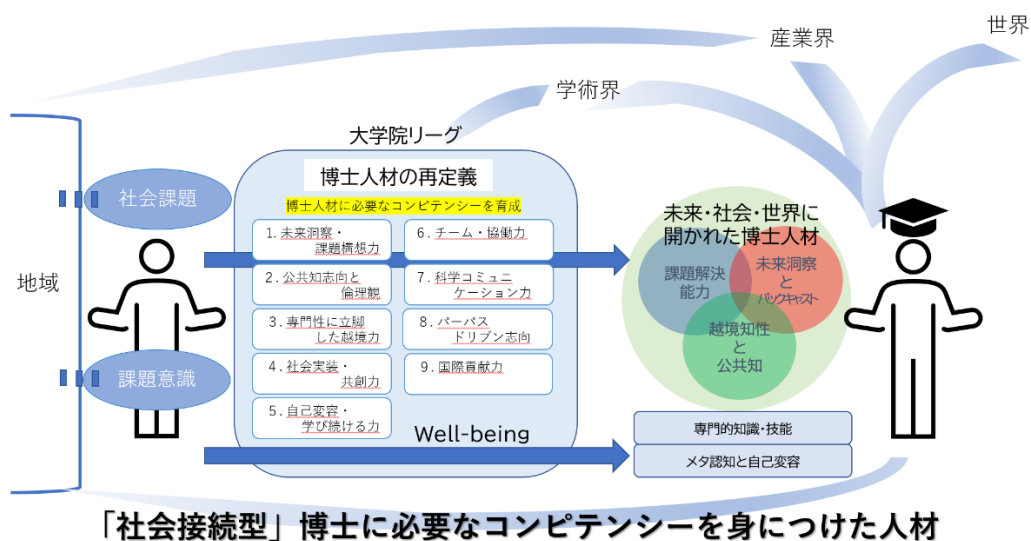 世界
産業界
学術界
大学院リーグ
博士人材の再定義
博士人材に必要なコンピテンシーを育成
社会課題
地域
課題意識
1. 未来洞察・
課題構想力
2. 公共知志向と
倫理観
3. 専門性に立脚
した越境力
4. 社会実装・
共創力
5. 自己変容・
学び続ける力
6. チーム・協働力
7. 科学コミュニ
ケーション力
8. パーパス
ドリブン志向
9. 国際貢献力
Well-being
未来・社会・世界に
開かれた博士人材
課題解決
能力
未来洞察
と
バックキャスト
越境知性
と
公共知
専門的知識・技能
メタ認知と自己変容
「社会接続型」博士に必要なコンピテンシーを身につけた人材